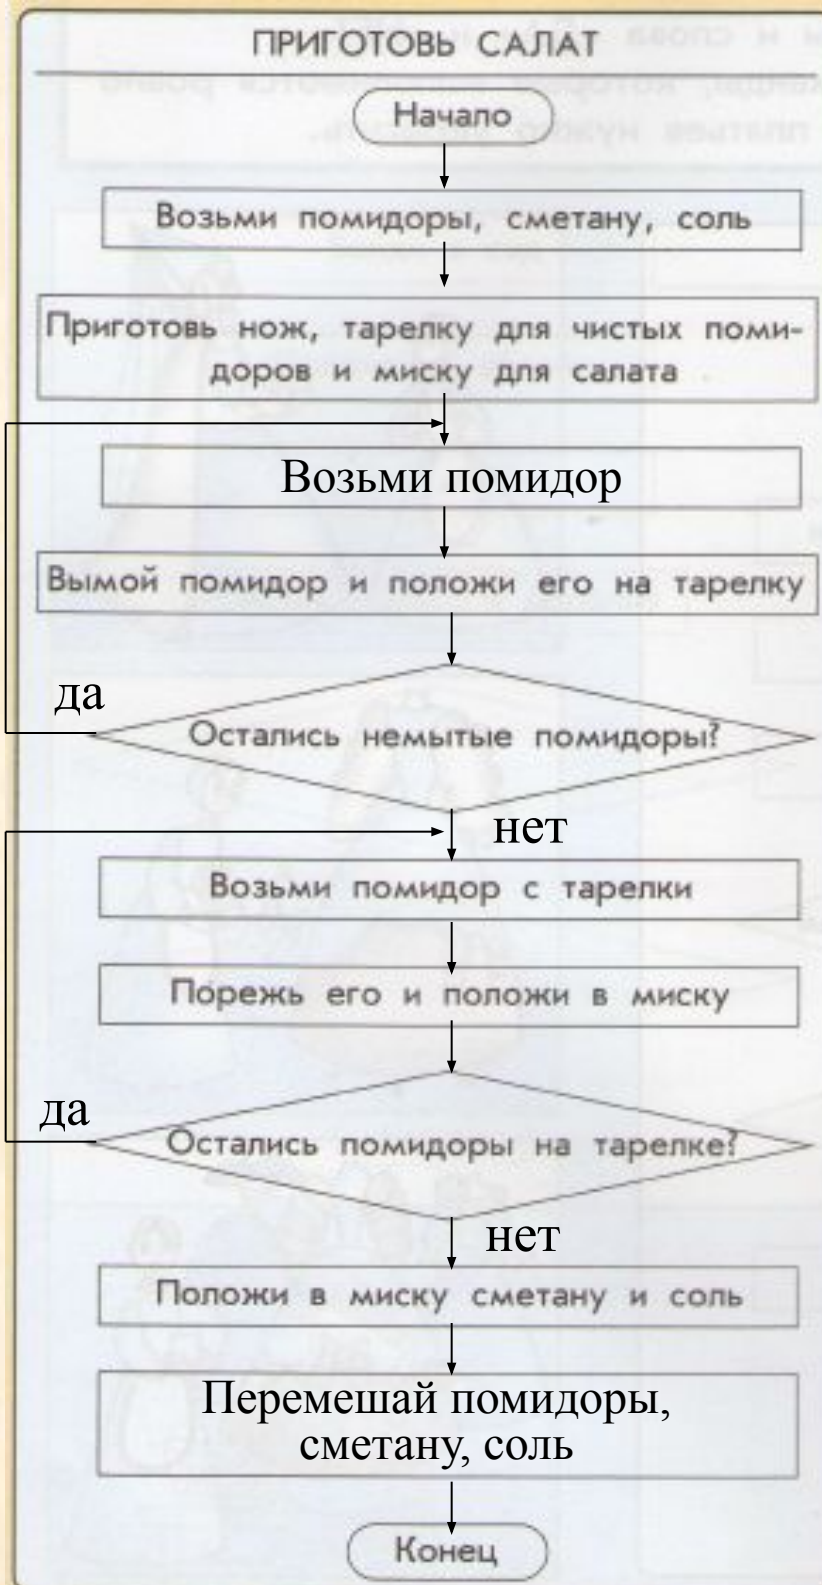 ПРИГОТОВЬ САЛАТ
Начало
Возьми помидоры, сметану, соль
Приготовь нож, тарелку для чистых поми-
доров и миску для салата
Возьми помидор
Вымой помидор и положи его на тарелку
да
Остались немытые помидоры?
нет
Возьми помидор с тарелки
Порежь его и положи в миску
да
Остались помидоры на тарелке?
нет
Положи в миску сметану и соль
Перемешай помидоры,
сметану, соль
Конец